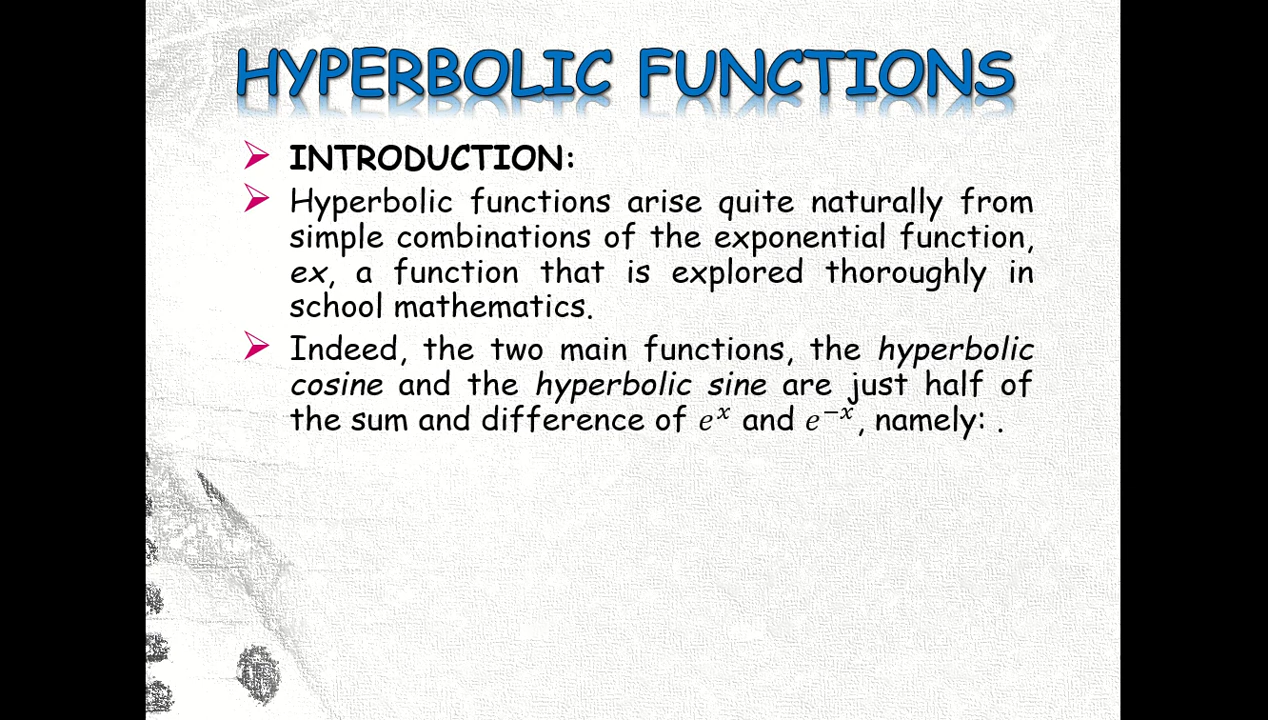 HYPERBOLIC FUNCTIONS
INTRODUCTION:
Hyperbolic functions arise quite naturally from
simple combinations of the exponential function,
ex, a function that is explored thoroughly in
school mathematics.
Indeed, the two main functions, the hyperbolic
cosine and the hyperbolic sine are just half of
the sum and difference of eˣ and e⁻ˣ, namely: .